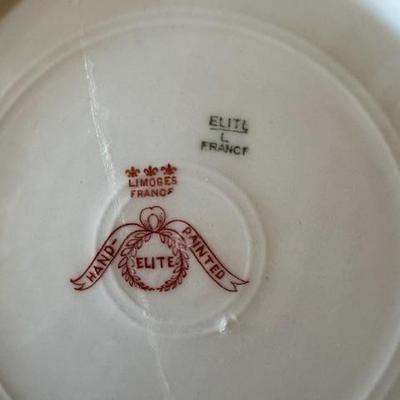 ELITE
L
FRANCE
LIMOGES
FRANCE
HAND-PAINTED
ELITE